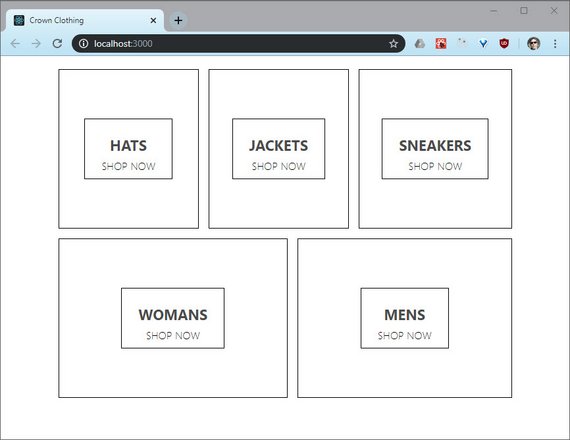 Crown Clothing
localhost:3000
HATS
SHOP NOW
JACKETS
SHOP NOW
SNEAKERS
SHOP NOW
WOMANS
SHOP NOW
MENS
SHOP NOW